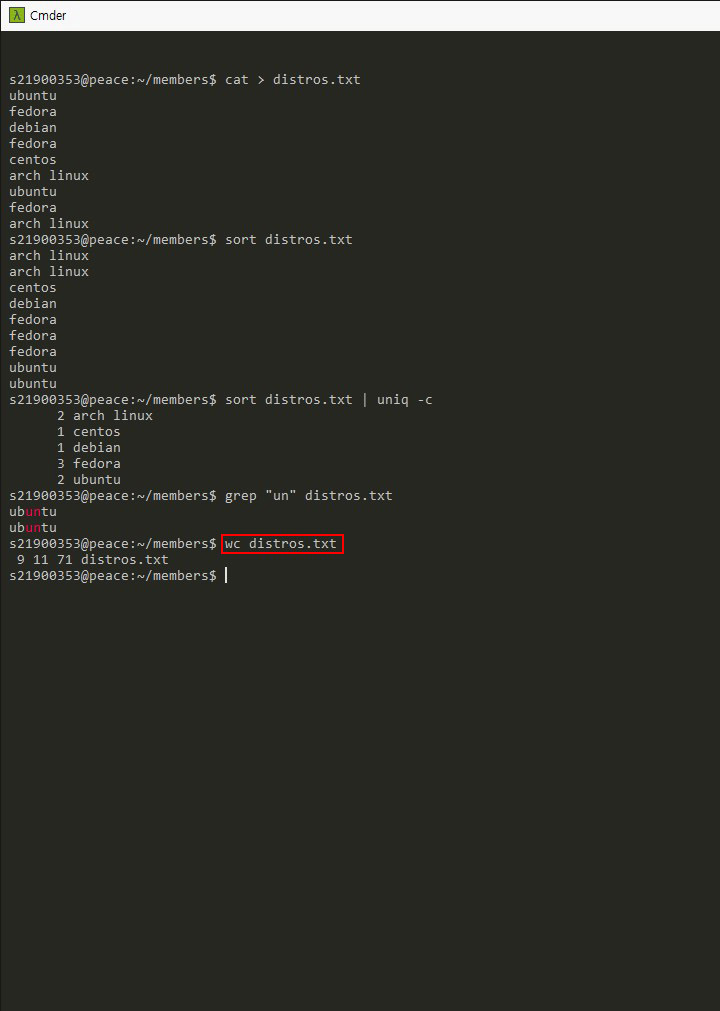 Cmder
s21900353@peace:~/members$ cat > distros.txt
ubuntu
fedora
debian
fedora
centos
arch linux
ubuntu
fedora
arch linux
s21900353@peace:~/members$ sort distros.txt
arch linux
arch linux
centos
debian
fedora
fedora
fedora
ubuntu
ubuntu
s21900353@peace:~/members$ sort distros.txt | uniq -c
      2 arch linux
      1 centos
      1 debian
      3 fedora
      2 ubuntu
s21900353@peace:~/members$ grep "un" distros.txt
ubuntu
ubuntu
s21900353@peace:~/members$ wc distros.txt
 9 11 71 distros.txt
s21900353@peace:~/members$